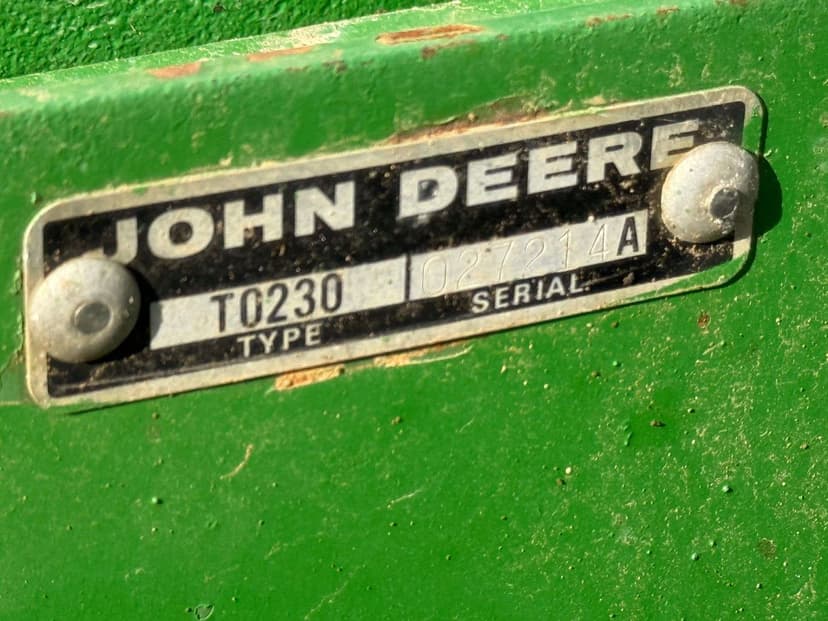 JOHN DEERE
T0230 027214A
TYPE SERIAL